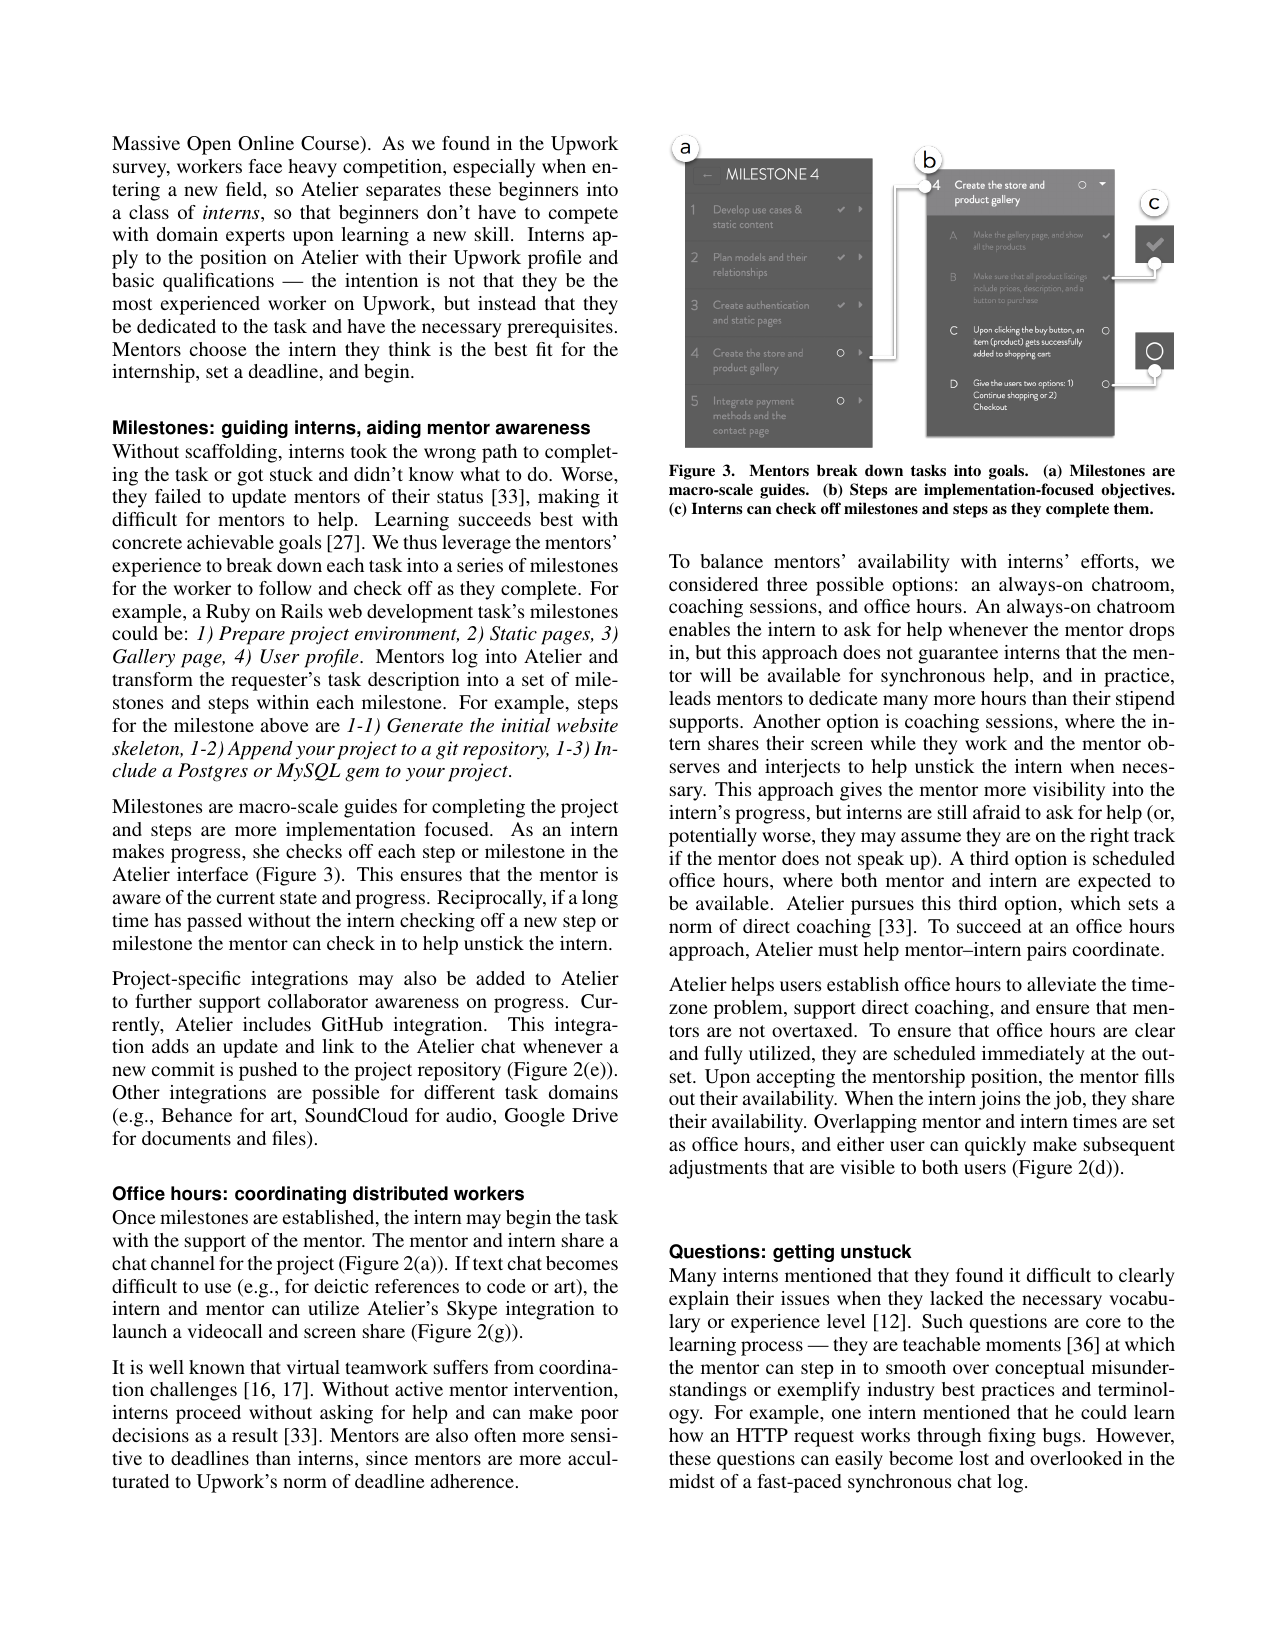 Massive Open Online Course). As we found in the Upwork
survey, workers face heavy competition, especially when en-
tering a new field, so Atelier separates these beginners into
a class of interns, so that beginners don't have to compete
with domain experts upon learning a new skill. Interns ap-
ply to the position on Atelier with their Upwork profile and
basic qualifications — the intention is not that they be the
most experienced worker on Upwork, but instead that they
be dedicated to the task and have the necessary prerequisites.
Mentors choose the intern they think is the best fit for the
internship, set a deadline, and begin.
Milestones: guiding interns, aiding mentor awareness
Without scaffolding, interns took the wrong path to complet-
ing the task or got stuck and didn't know what to do. Worse,
they failed to update mentors of their status [33], making it
difficult for mentors to help. Learning succeeds best with
concrete achievable goals [27]. We thus leverage the mentors'
experience to break down each task into a series of milestones
for the worker to follow and check off as they complete. For
example, a Ruby on Rails web development task's milestones
could be: 1) Prepare project environment, 2) Static pages, 3)
Gallery page, 4) User profile. Mentors log into Atelier and
transform the requester's task description into a set of mile-
stones and steps within each milestone. For example, steps
for the milestone above are 1-1) Generate the initial website
skeleton, 1-2) Append your project to a git repository, 1-3) In-
clude a Postgres or MySQL gem to your project.
Milestones are macro-scale guides for completing the project
and steps are more implementation focused. As an intern
makes progress, she checks off each step or milestone in the
Atelier interface (Figure 3). This ensures that the mentor is
aware of the current state and progress. Reciprocally, if a long
time has passed without the intern checking off a new step or
milestone the mentor can check in to help unstick the intern.
Project-specific integrations may also be added to Atelier
to further support collaborator awareness on progress. Cur-
rently, Atelier includes GitHub integration. This integra-
tion adds an update and link to the Atelier chat whenever a
new commit is pushed to the project repository (Figure 2(e)).
Other integrations are possible for different task domains
(e.g., Behance for art, SoundCloud for audio, Google Drive
for documents and files).
Office hours: coordinating distributed workers
Once milestones are established, the intern may begin the task
with the support of the mentor. The mentor and intern share a
chat channel for the project (Figure 2(a)). If text chat becomes
difficult to use (e.g., for deictic references to code or art), the
intern and mentor can utilize Atelier's Skype integration to
launch a videocall and screen share (Figure 2(g)).
It is well known that virtual teamwork suffers from coordina-
tion challenges [16, 17]. Without active mentor intervention,
interns proceed without asking for help and can make poor
decisions as a result [33]. Mentors are also often more sensi-
tive to deadlines than interns, since mentors are more accul-
turated to Upwork's norm of deadline adherence.
a
← MILESTONE 4
1 Develop use cases &
static content
2 Plan models and their
relationships
3 Create authentication
and static pages
4 Create the store and
product gallery
5 Integrate payment
methods and the
contact page
b
4 Create the store and
product gallery
A Make the gallery page, and show
all the products
B Make sure that all product listings
include prices, description, and a
button to purchase
C Upon clicking the buy button, an
item (product) gets successfully
added to shopping cart
D Give the users two options: 1)
Continue shopping or 2)
Checkout
c
Figure 3. Mentors break down tasks into goals. (a) Milestones are
macro-scale guides. (b) Steps are implementation-focused objectives.
(c) Interns can check off milestones and steps as they complete them.
To balance mentors' availability with interns' efforts, we
considered three possible options: an always-on chatroom,
coaching sessions, and office hours. An always-on chatroom
enables the intern to ask for help whenever the mentor drops
in, but this approach does not guarantee interns that the men-
tor will be available for synchronous help, and in practice,
leads mentors to dedicate many more hours than their stipend
supports. Another option is coaching sessions, where the in-
tern shares their screen while they work and the mentor ob-
serves and interjects to help unstick the intern when neces-
sary. This approach gives the mentor more visibility into the
intern's progress, but interns are still afraid to ask for help (or,
potentially worse, they may assume they are on the right track
if the mentor does not speak up). A third option is scheduled
office hours, where both mentor and intern are expected to
be available. Atelier pursues this third option, which sets a
norm of direct coaching [33]. To succeed at an office hours
approach, Atelier must help mentor–intern pairs coordinate.
Atelier helps users establish office hours to alleviate the time-
zone problem, support direct coaching, and ensure that men-
tors are not overtaxed. To ensure that office hours are clear
and fully utilized, they are scheduled immediately at the out-
set. Upon accepting the mentorship position, the mentor fills
out their availability. When the intern joins the job, they share
their availability. Overlapping mentor and intern times are set
as office hours, and either user can quickly make subsequent
adjustments that are visible to both users (Figure 2(d)).
Questions: getting unstuck
Many interns mentioned that they found it difficult to clearly
explain their issues when they lacked the necessary vocabu-
lary or experience level [12]. Such questions are core to the
learning process — they are teachable moments [36] at which
the mentor can step in to smooth over conceptual misunder-
standings or exemplify industry best practices and terminol-
ogy. For example, one intern mentioned that he could learn
how an HTTP request works through fixing bugs. However,
these questions can easily become lost and overlooked in the
midst of a fast-paced synchronous chat log.